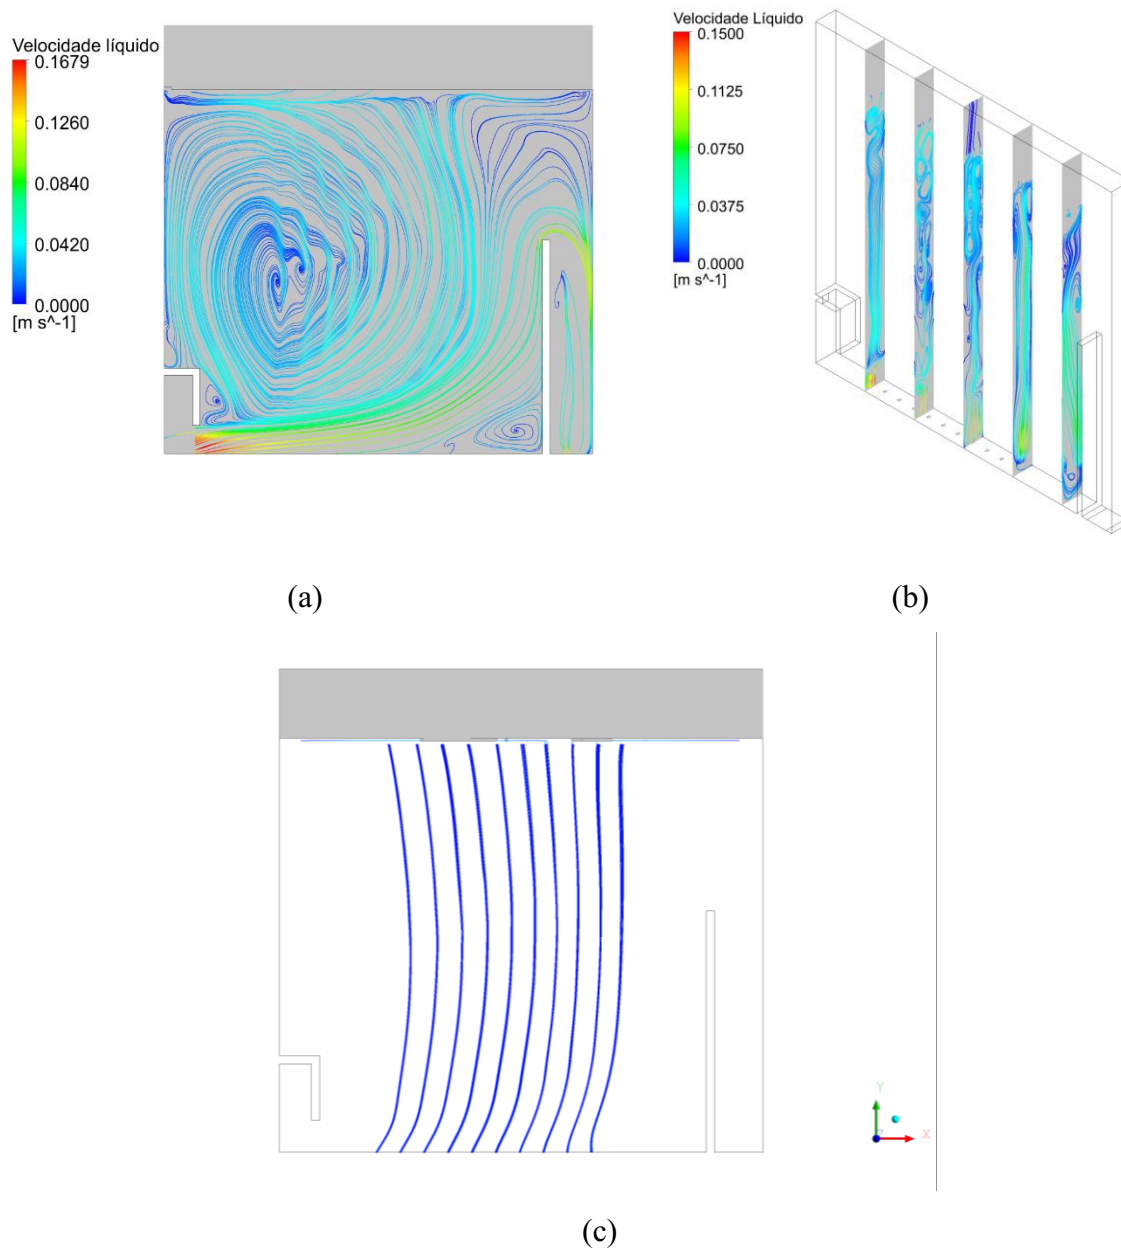 Velocidade líquido
0.1679
0.1260
0.0840
0.0420
0.0000
[m s^-1]
Velocidade Líquido
0.1500
0.1125
0.0750
0.0375
0.0000
[m s^-1]
(a)
(b)
Y
X
(c)